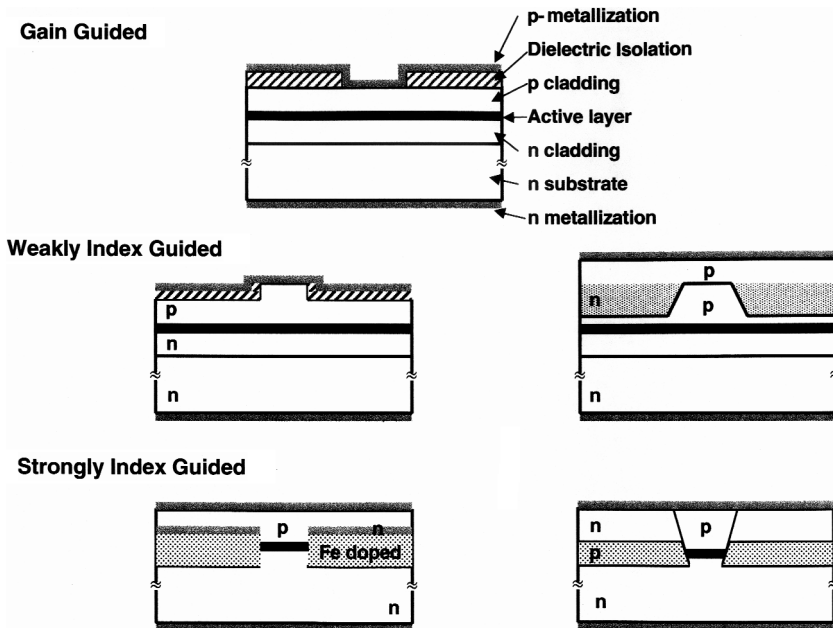 Gain Guided
p- metallization
Dielectric Isolation
p cladding
Active layer
n cladding
n substrate
n metallization
Weakly Index Guided
p
n
n
p
n
p
n
Strongly Index Guided
p
n
Fe doped
n
n
p
p
n